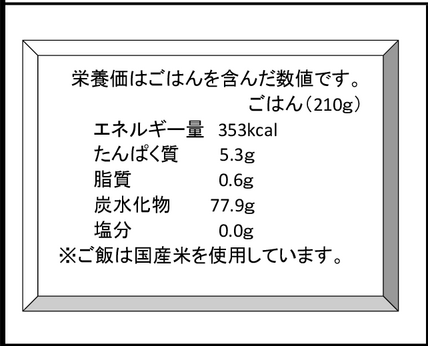 栄養価はごはんを含んだ数値です。
ごはん（210g）
エネルギー量 353kcal
たんぱく質 5.3g
脂質 0.6g
炭水化物 77.9g
塩分 0.0g
※ご飯は国産米を使用しています。